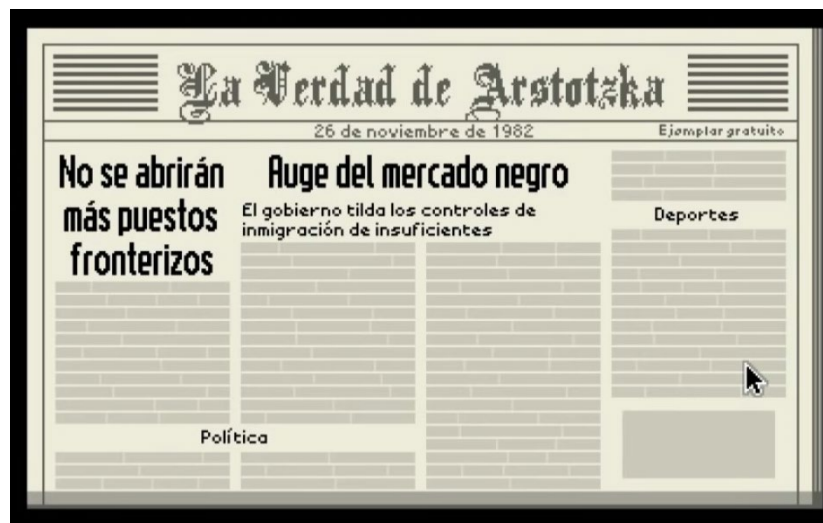 La Verdad de Arstotzka
26 de noviembre de 1982
Ejemplar gratuito
No se abrirán
más puestos
fronterizos
Auge del mercado negro
El gobierno tilda los controles de
inmigración de insuficientes
Deportes
Política